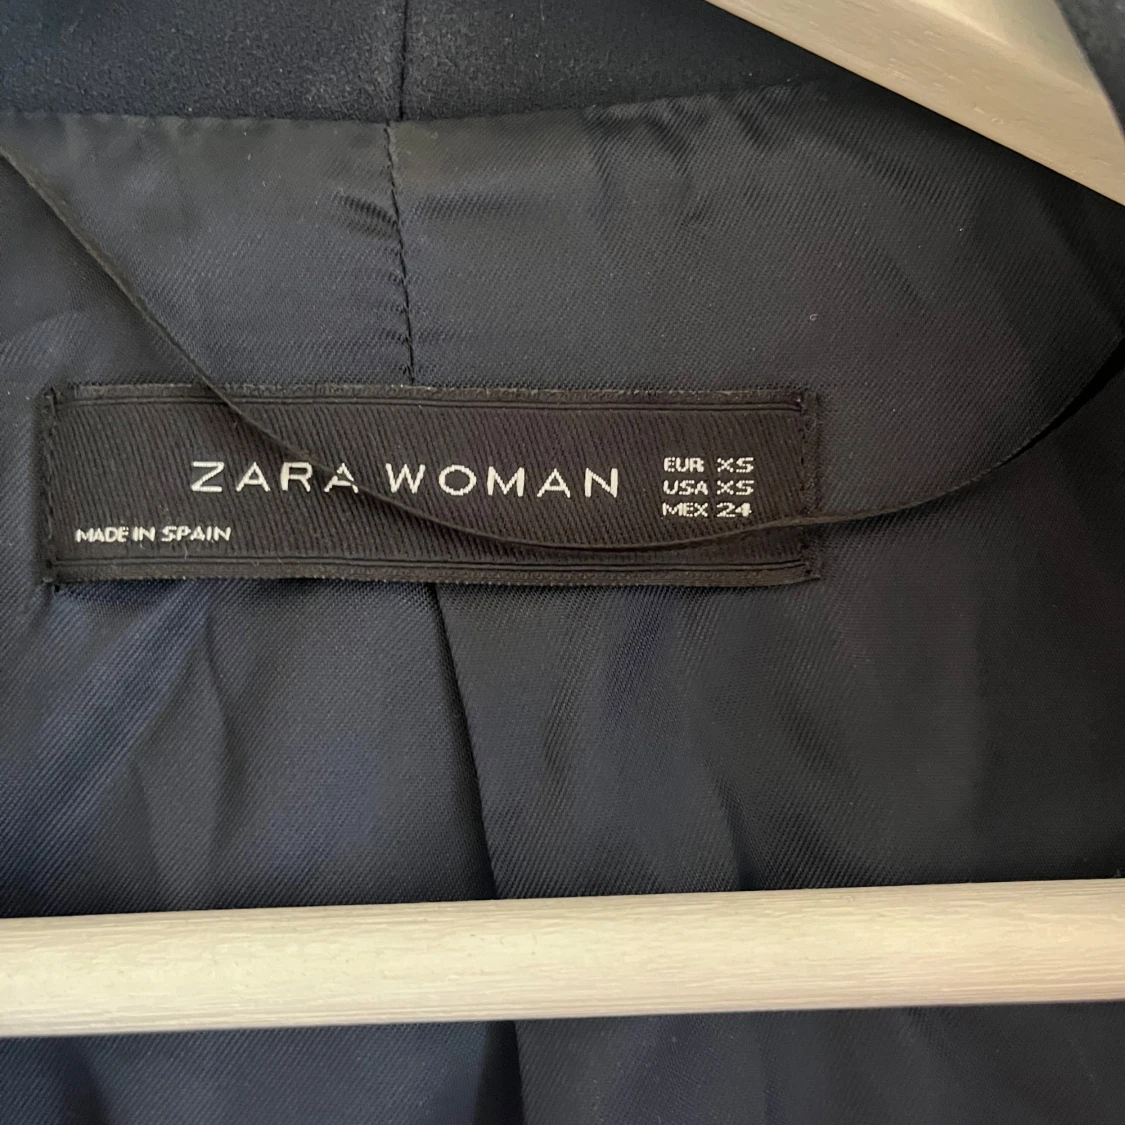 ZARA WOMAN
EUR XS
USA XS
MEX 24
MADE IN SPAIN